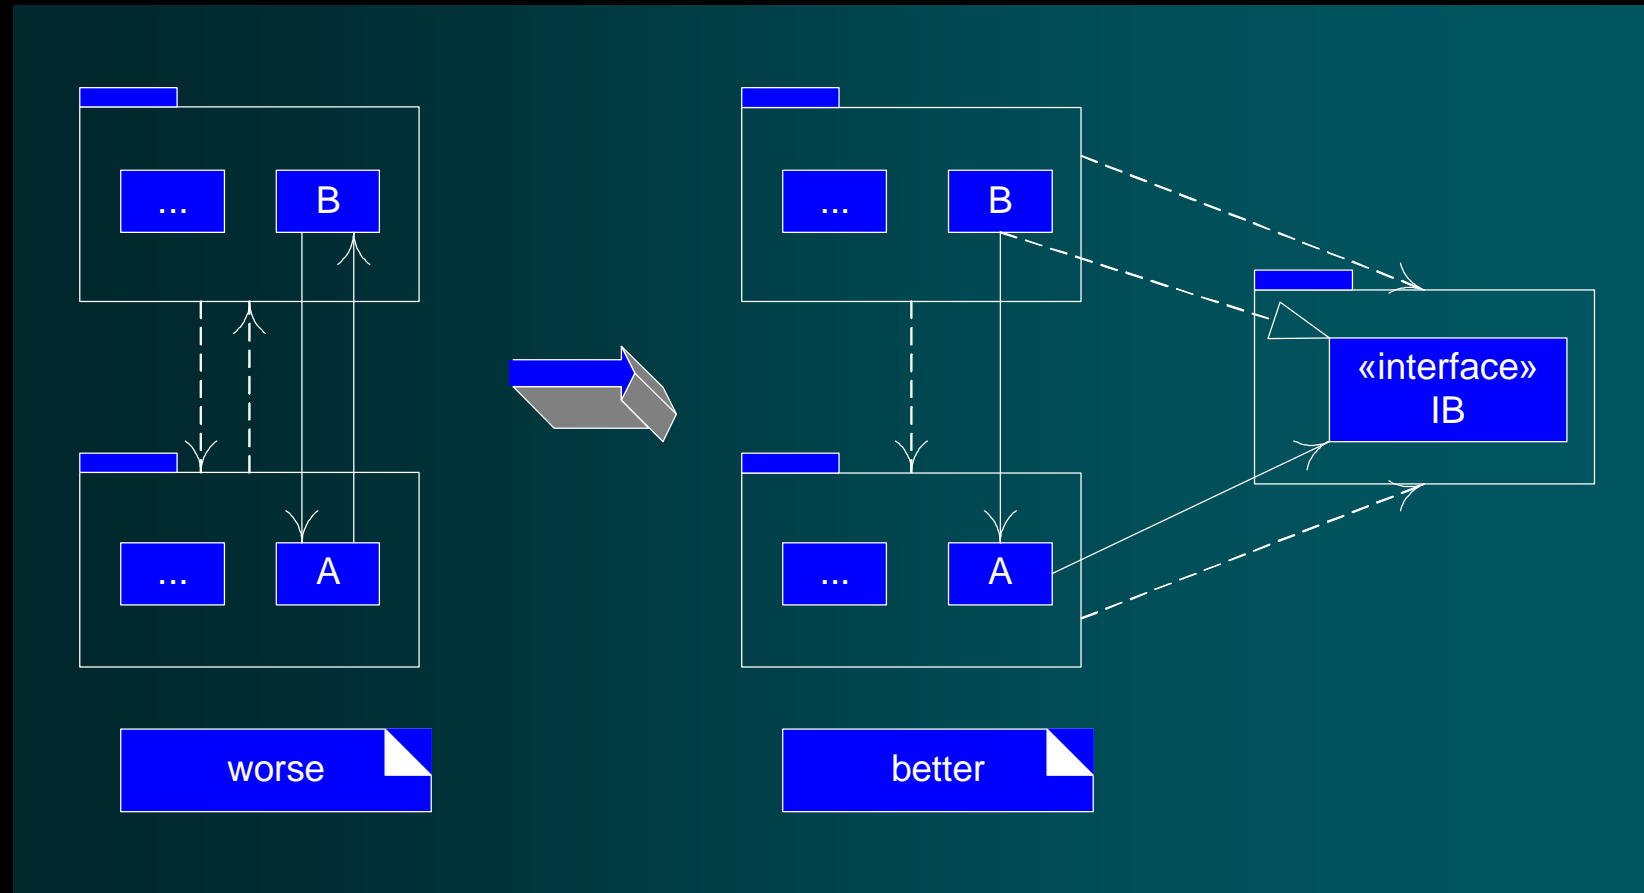 ... B
... A
worse
... B
... A
«interface»
IB
better